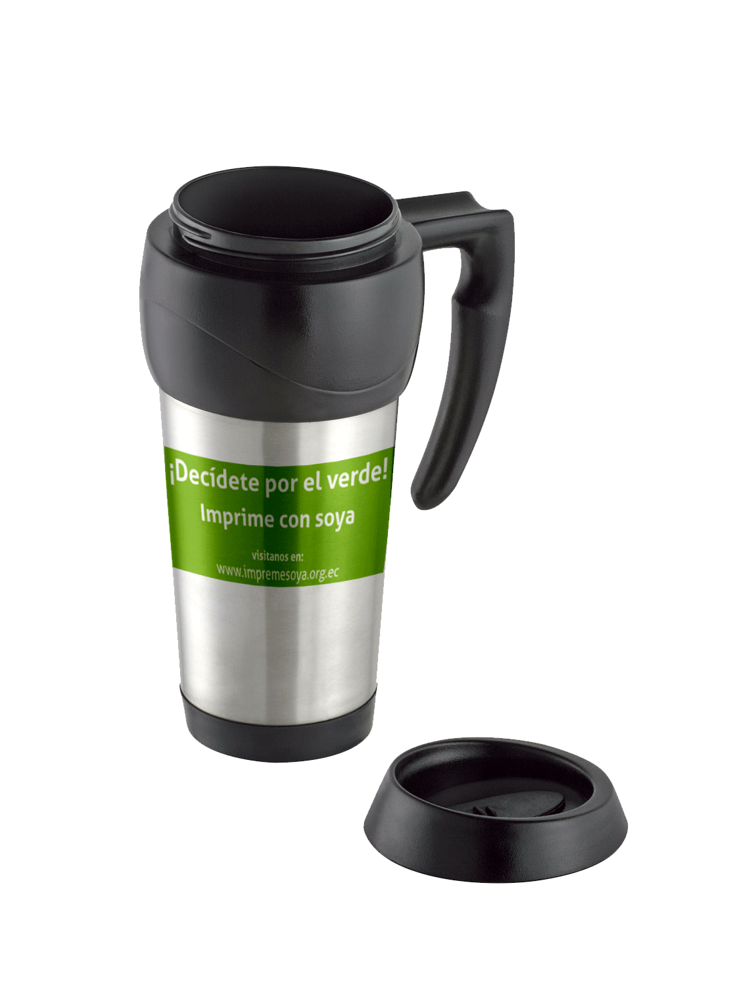 ¡Decídete por el verde!
Imprime con soya
visitanos en:
www.impremesoya.org.ec